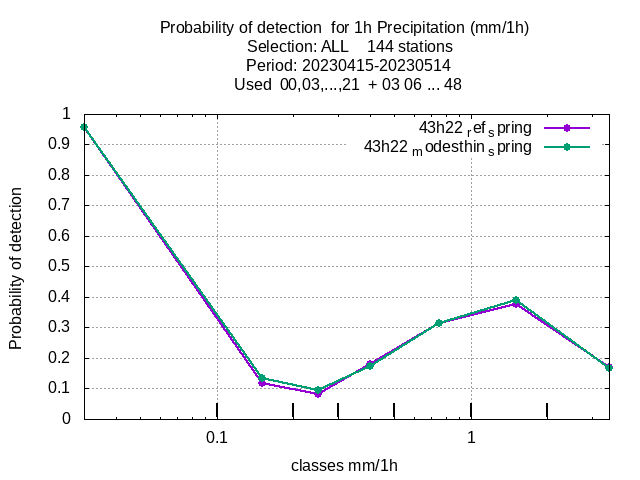 Probability of detection for 1h Precipitation (mm/1h)
Selection: ALL 144 stations
Period: 20230415-20230514
Used 00,03,...,21 + 03 06 ... 48
43h22 ref spring
43h22 modesthin spring
1
0.9
0.8
0.7
0.6
0.5
0.4
0.3
0.2
0.1
0
Probability of detection
0.1 1
classes mm/1h